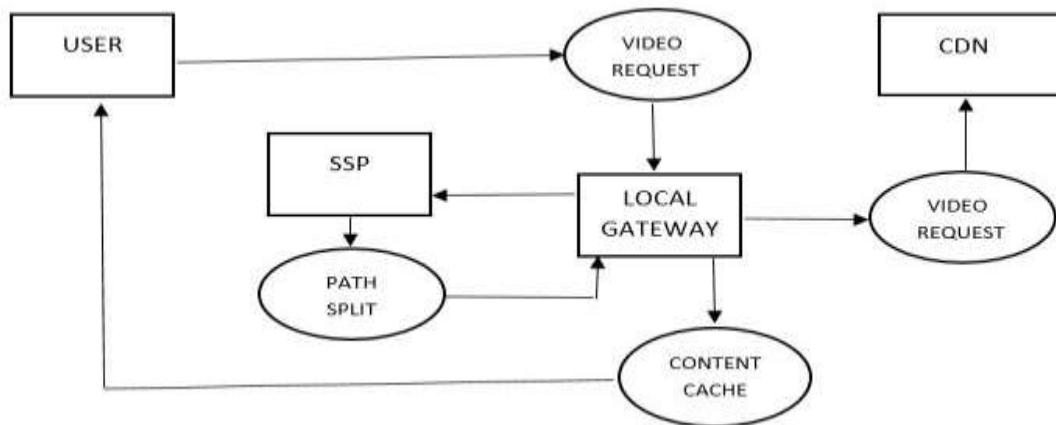 USER
VIDEO
REQUEST
CDN
SSP
LOCAL
GATEWAY
VIDEO
REQUEST
PATH
SPLIT
CONTENT
CACHE